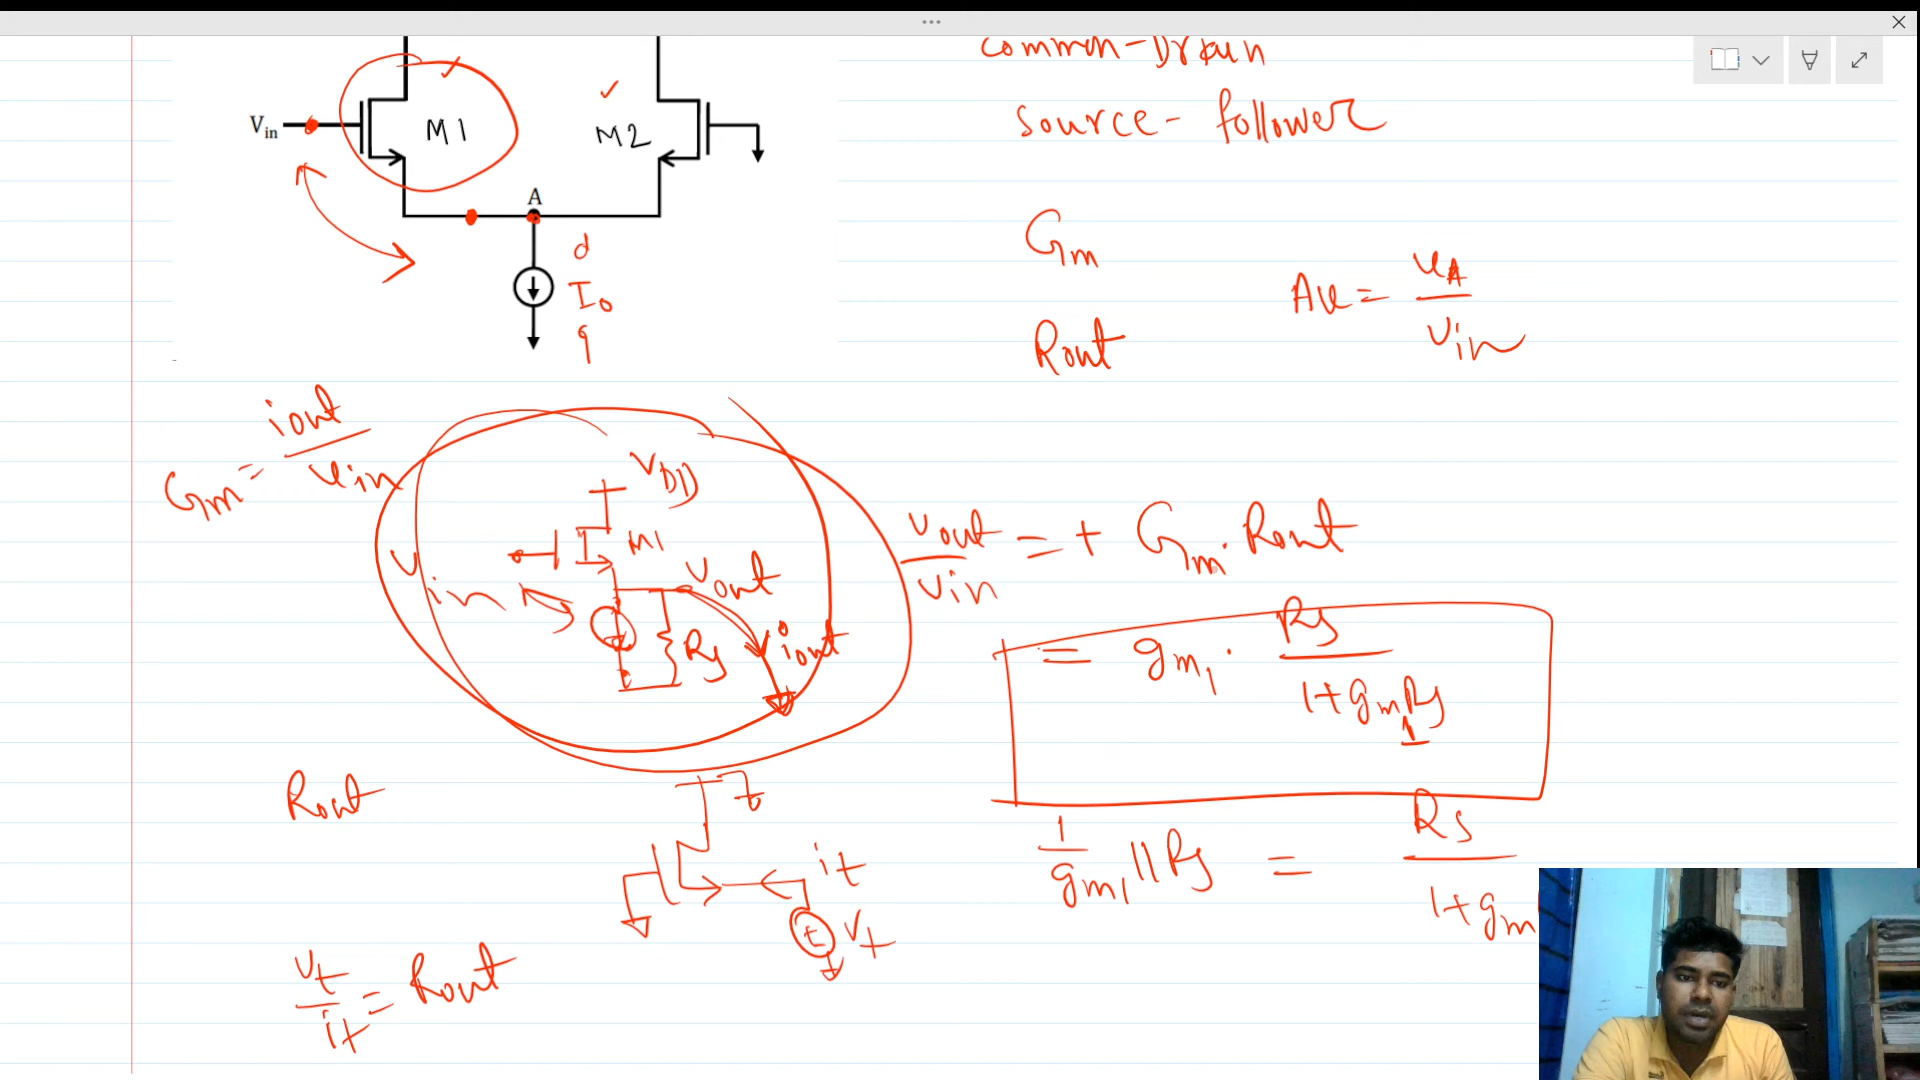 common-Drain
source- follower
Vin
M1
M2
A
I0
Gm
Rout
Av = vA / vin
Gm = iout / vin
VDD
M1
vin
vout
iout
Rs
vout / vin = + Gm. Rout
= gm1 . Rs / 1+gm1Rs
Rout
it
vt
1 / gm1 || Rs = Rs / 1+gm
vt / it = Rout